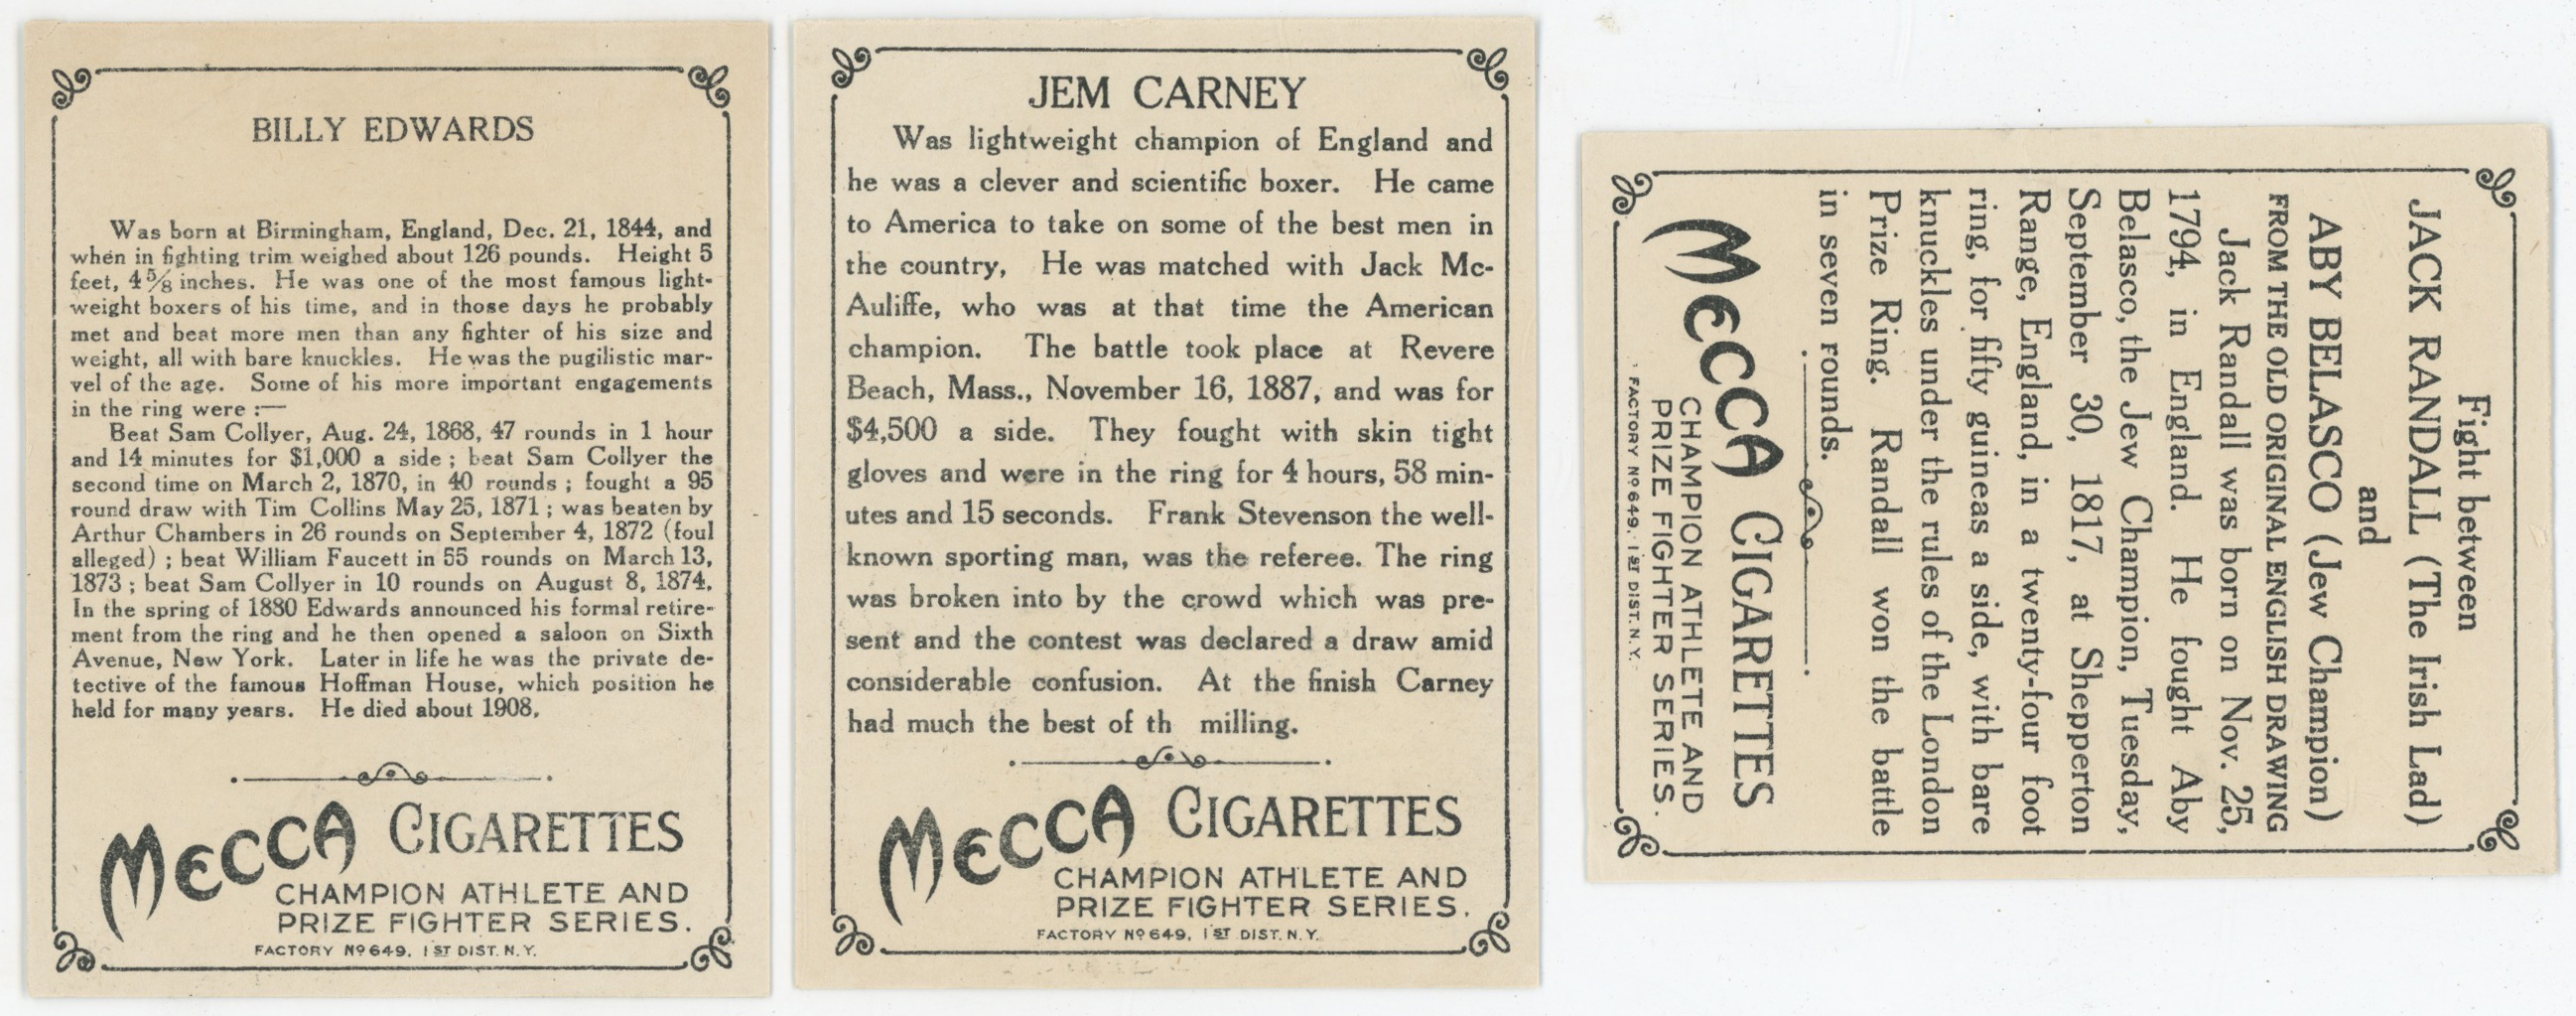 BILLY EDWARDS
Was born at Birmingham, England, Dec. 21, 1844, and
when in fighting trim weighed about 126 pounds. Height 5
feet, 4 5/8 inches. He was one of the most famous light-
weight boxers of his time, and in those days he probably
met and beat more men than any fighter of his size and
weight, all with bare knuckles. He was the pugilistic mar-
vel of the age. Some of his more important engagements
in the ring were :—
Beat Sam Collyer, Aug. 24, 1868, 47 rounds in 1 hour
and 14 minutes for $1,000 a side ; beat Sam Collyer the
second time on March 2, 1870, in 40 rounds ; fought a 95
round draw with Tim Collins May 25, 1871 ; was beaten by
Arthur Chambers in 26 rounds on September 4, 1872 (foul
alleged) ; beat William Faucett in 55 rounds on March 13,
1873 ; beat Sam Collyer in 10 rounds on August 8, 1874.
In the spring of 1880 Edwards announced his formal retire-
ment from the ring and he then opened a saloon on Sixth
Avenue, New York. Later in life he was the private de-
tective of the famous Hoffman House, which position he
held for many years. He died about 1908.
MECCA CIGARETTES
CHAMPION ATHLETE AND
PRIZE FIGHTER SERIES.
FACTORY No 649. 1ST DIST. N.Y.
JEM CARNEY
Was lightweight champion of England and
he was a clever and scientific boxer. He came
to America to take on some of the best men in
the country, He was matched with Jack Mc-
Auliffe, who was at that time the American
champion. The battle took place at Revere
Beach, Mass., November 16, 1887, and was for
$4,500 a side. They fought with skin tight
gloves and were in the ring for 4 hours, 58 min-
utes and 15 seconds. Frank Stevenson the well-
known sporting man, was the referee. The ring
was broken into by the crowd which was pre-
sent and the contest was declared a draw amid
considerable confusion. At the finish Carney
had much the best of th milling.
MECCA CIGARETTES
CHAMPION ATHLETE AND
PRIZE FIGHTER SERIES.
FACTORY No 649. 1ST DIST. N.Y.
Fight between
JACK RANDALL (The Irish Lad)
and
ABY BELASCO (Jew Champion)
FROM THE OLD ORIGINAL ENGLISH DRAWING
Jack Randall was born on Nov. 25,
1794, in England. He fought Aby
Belasco, the Jew Champion, Tuesday,
September 30, 1817, at Shepperton
Range, England, in a twenty-four foot
ring, for fifty guineas a side, with bare
knuckles under the rules of the London
Prize Ring. Randall won the battle
in seven rounds.
MECCA CIGARETTES
CHAMPION ATHLETE AND
PRIZE FIGHTER SERIES.
FACTORY No 649. 1ST DIST. N.Y.